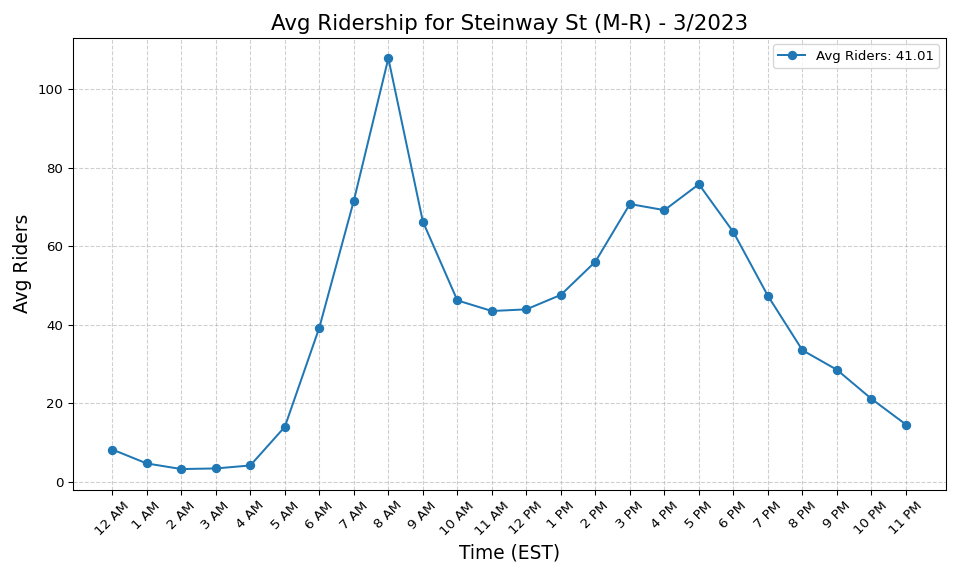 Avg Ridership for Steinway St (M-R) - 3/2023
Avg Riders: 41.01
Avg Riders
100
80
60
40
20
0
12 AM
1 AM
2 AM
3 AM
4 AM
5 AM
6 AM
7 AM
8 AM
9 AM
10 AM
11 AM
12 PM
1 PM
2 PM
3 PM
4 PM
5 PM
6 PM
7 PM
8 PM
9 PM
10 PM
11 PM
Time (EST)